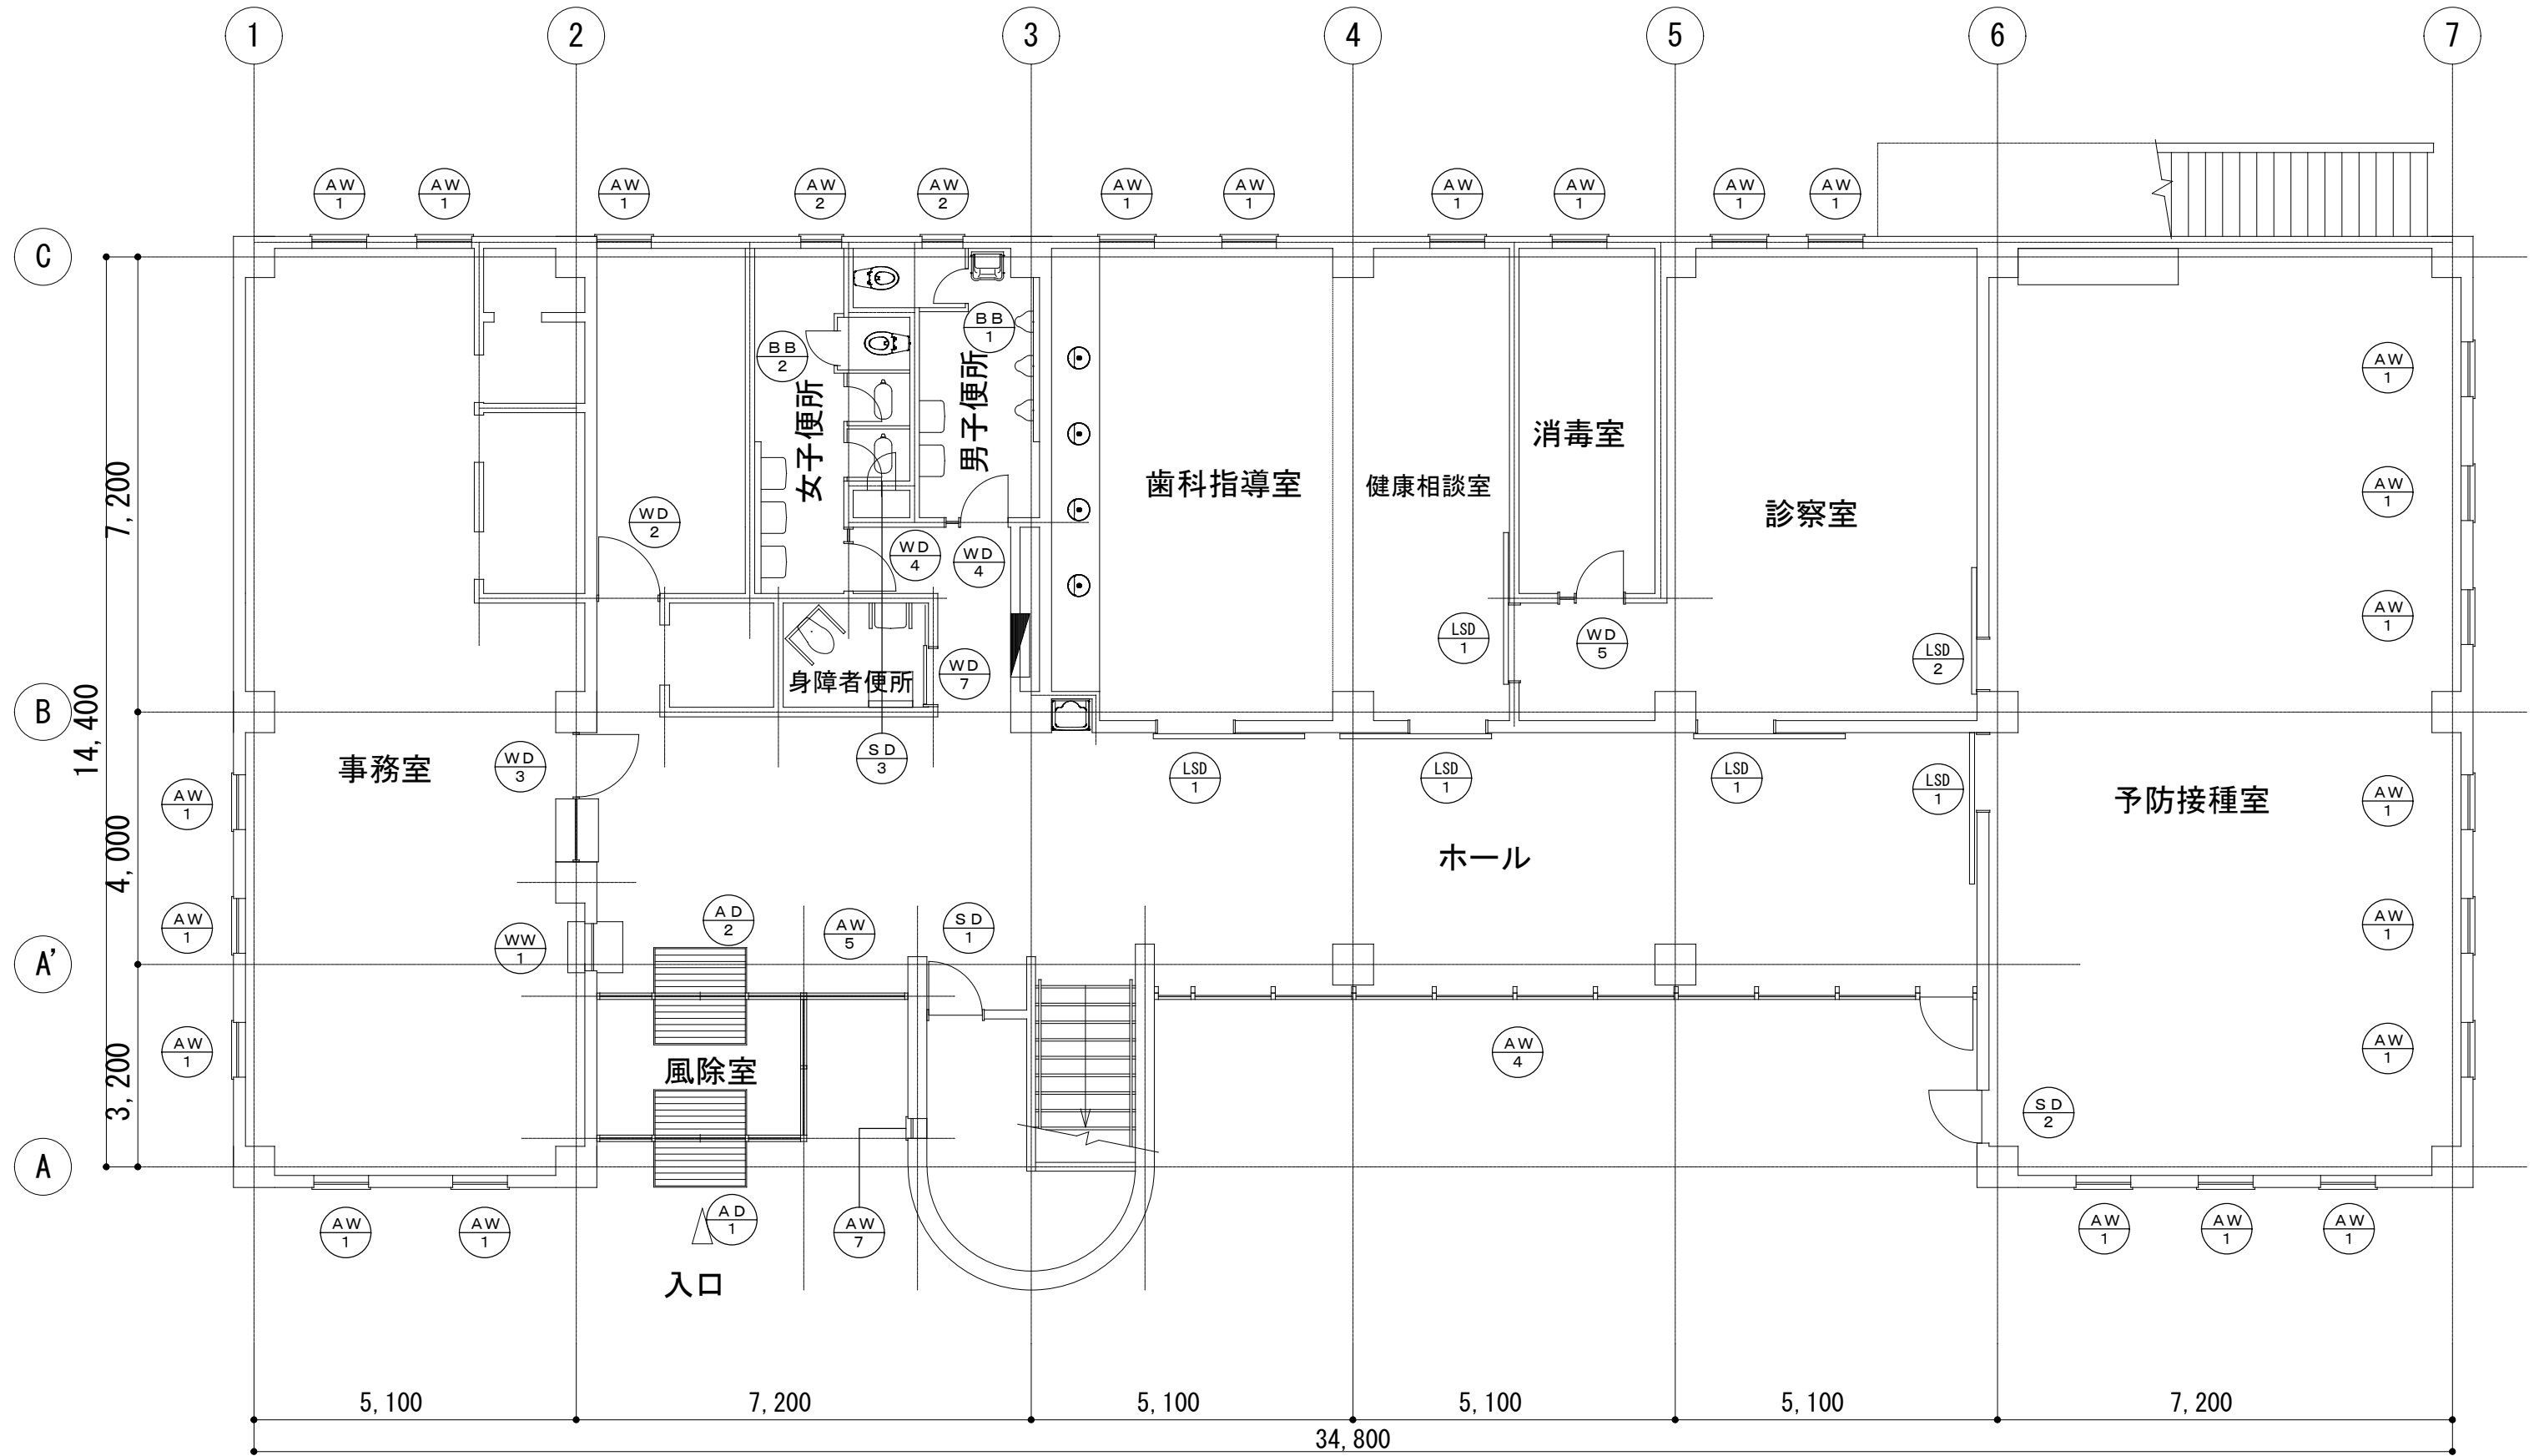 1 2 3 4 5 6 7
AW 1 AW 1 AW 1 AW 2 AW 2 AW 1 AW 1 AW 1 AW 1 AW 1 AW 1
C
BB 1
BB 2
AW 1
女子便所
男子便所
消毒室
歯科指導室
健康相談室
診察室
7,200
AW 1
WD 2
WD 4
WD 4
AW 1
LSD 1
WD 5
LSD 2
WD 7
身障者便所
B
14,400
事務室
WD 3
SD 3
LSD 1
LSD 1
LSD 1
LSD 1
予防接種室
AW 1
AW 1
4,000
ホール
AW 1
WW 1
AD 2
AW 5
SD 1
AW 1
A'
AW 1
3,200
風除室
AW 4
AW 1
SD 2
A
AW 1
AW 1
AD 1
AW 7
AW 1
AW 1
AW 1
入口
5,100 7,200 5,100 5,100 5,100 7,200
34,800